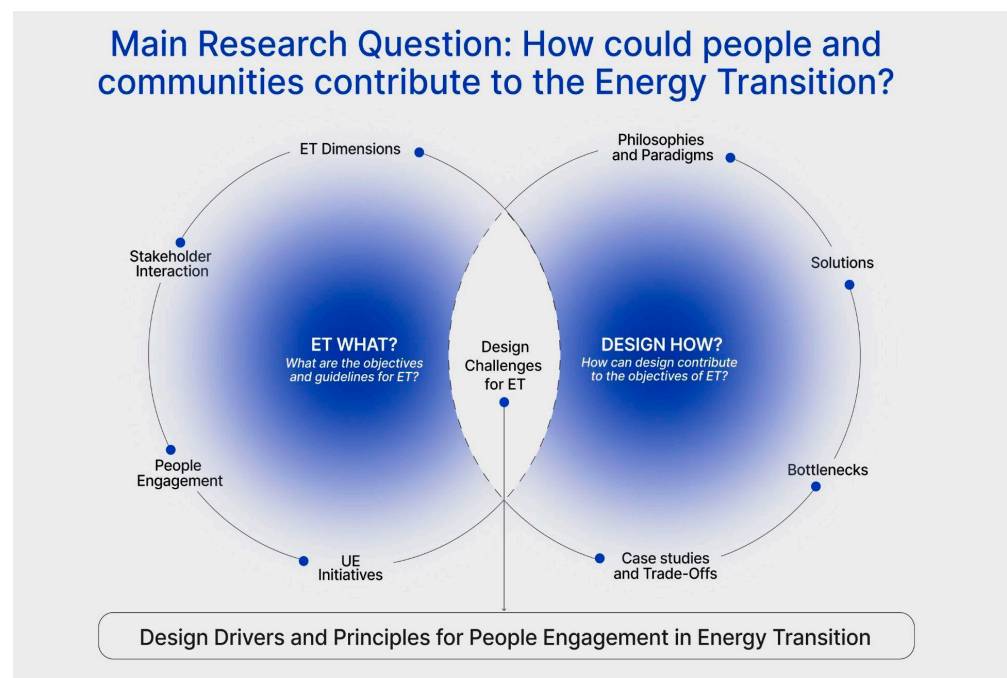 Main Research Question: How could people and
communities contribute to the Energy Transition?
ET Dimensions
Stakeholder
Interaction
People
Engagement
UE
Initiatives
ET WHAT?
What are the objectives
and guidelines for ET?
Design
Challenges
for ET
DESIGN HOW?
How can design contribute
to the objectives of ET?
Philosophies
and Paradigms
Solutions
Bottlenecks
Case studies
and Trade-Offs
Design Drivers and Principles for People Engagement in Energy Transition